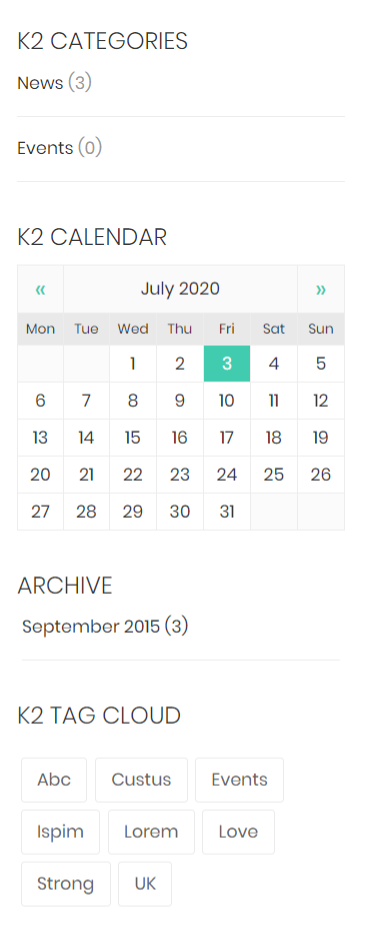 K2 CATEGORIES
News (3)
Events (0)
K2 CALENDAR
« July 2020 »
Mon Tue Wed Thu Fri Sat Sun
1 2 3 4 5
6 7 8 9 10 11 12
13 14 15 16 17 18 19
20 21 22 23 24 25 26
27 28 29 30 31
ARCHIVE
September 2015 (3)
K2 TAG CLOUD
Abc Custus Events
Ispim Lorem Love
Strong UK